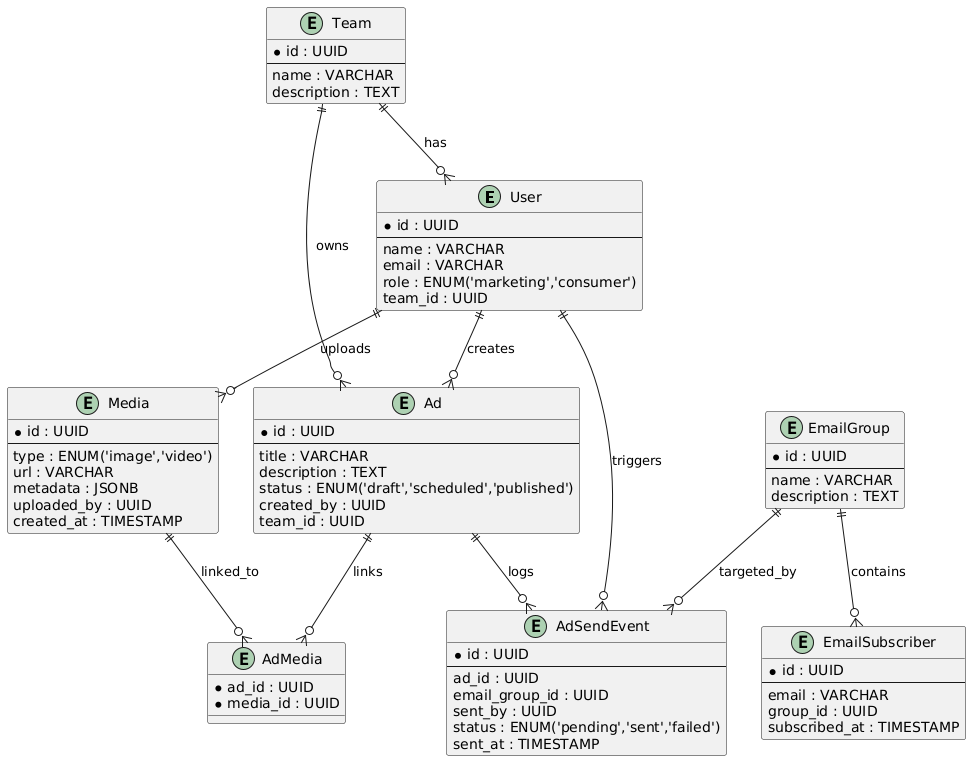 E Team
* id : UUID
name : VARCHAR
description : TEXT
has
E User
* id : UUID
name : VARCHAR
email : VARCHAR
role : ENUM('marketing','consumer')
team_id : UUID
owns
uploads
creates
triggers
E Media
* id : UUID
type : ENUM('image','video')
url : VARCHAR
metadata : JSONB
uploaded_by : UUID
created_at : TIMESTAMP
E Ad
* id : UUID
title : VARCHAR
description : TEXT
status : ENUM('draft','scheduled','published')
created_by : UUID
team_id : UUID
E EmailGroup
* id : UUID
name : VARCHAR
description : TEXT
linked_to
links
logs
targeted_by
contains
E AdMedia
* ad_id : UUID
* media_id : UUID
E AdSendEvent
* id : UUID
ad_id : UUID
email_group_id : UUID
sent_by : UUID
status : ENUM('pending','sent','failed')
sent_at : TIMESTAMP
E EmailSubscriber
* id : UUID
email : VARCHAR
group_id : UUID
subscribed_at : TIMESTAMP